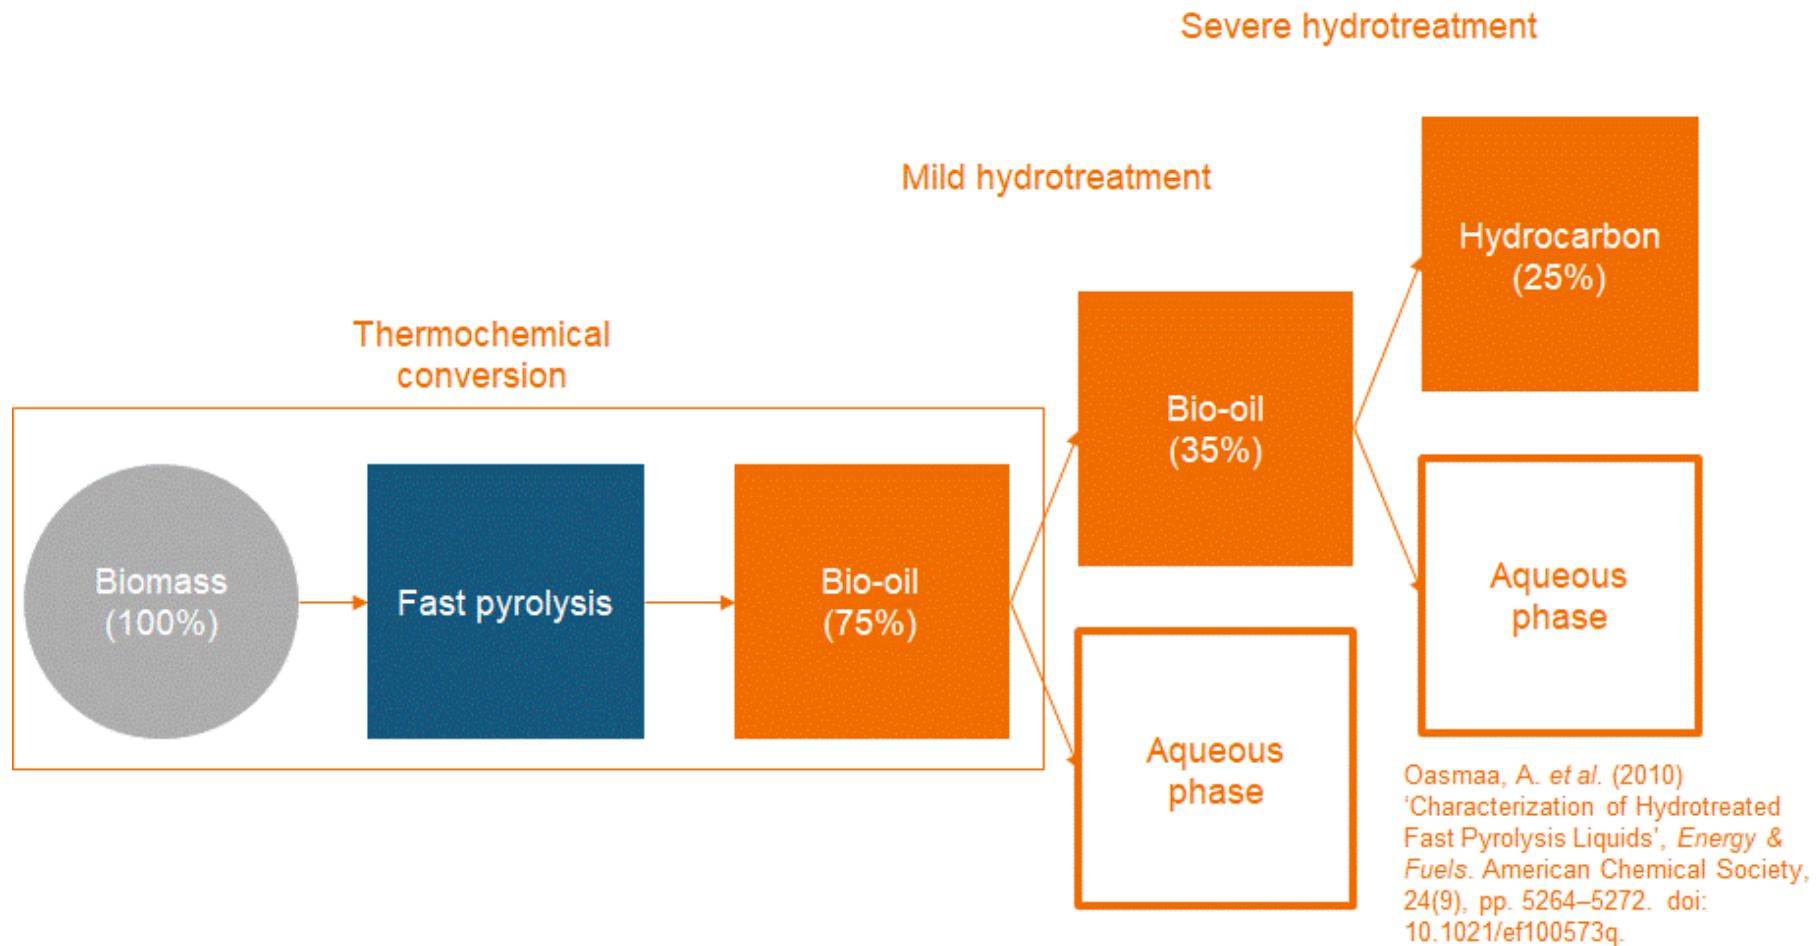 Severe hydrotreatment
Mild hydrotreatment
Hydrocarbon
(25%)
Thermochemical
conversion
Bio-oil
(35%)
Biomass
(100%)
Fast pyrolysis
Bio-oil
(75%)
Aqueous
phase
Aqueous
phase
Oasmaa, A. et al. (2010)
‘Characterization of Hydrotreated
Fast Pyrolysis Liquids’, Energy &
Fuels. American Chemical Society,
24(9), pp. 5264–5272. doi:
10.1021/ef100573q.